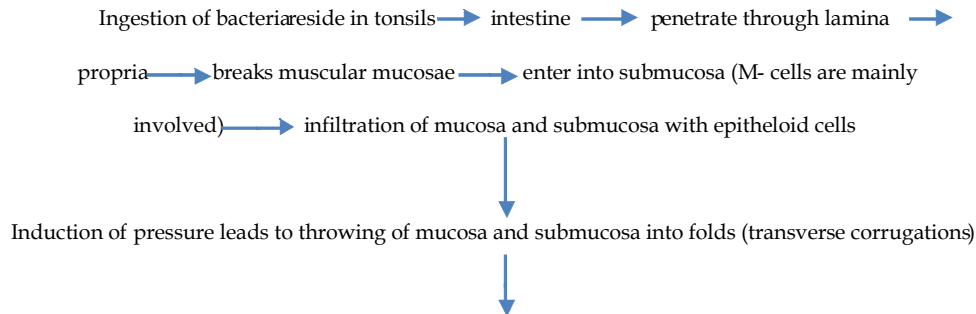 Ingestion of bacteriareside in tonsils intestine penetrate through lamina
propria breaks muscular mucosae enter into submucosa (M- cells are mainly
involved) infiltration of mucosa and submucosa with epitheloid cells
Induction of pressure leads to throwing of mucosa and submucosa into folds (transverse corrugations)